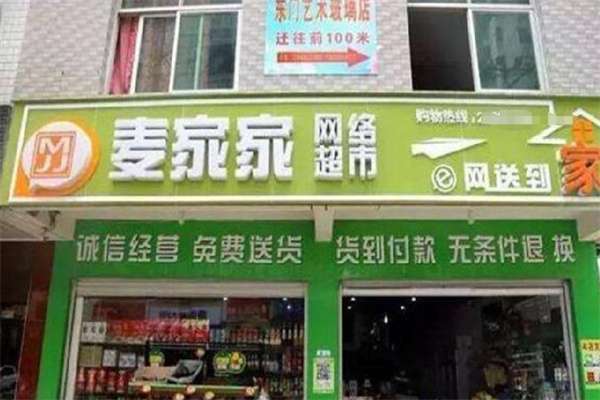 东门艺术玻璃店
迁往前100米
MJJ
麦家家
网络
超市
购物热线:
e网送到家
诚信经营 免费送货 货到付款 无条件退换